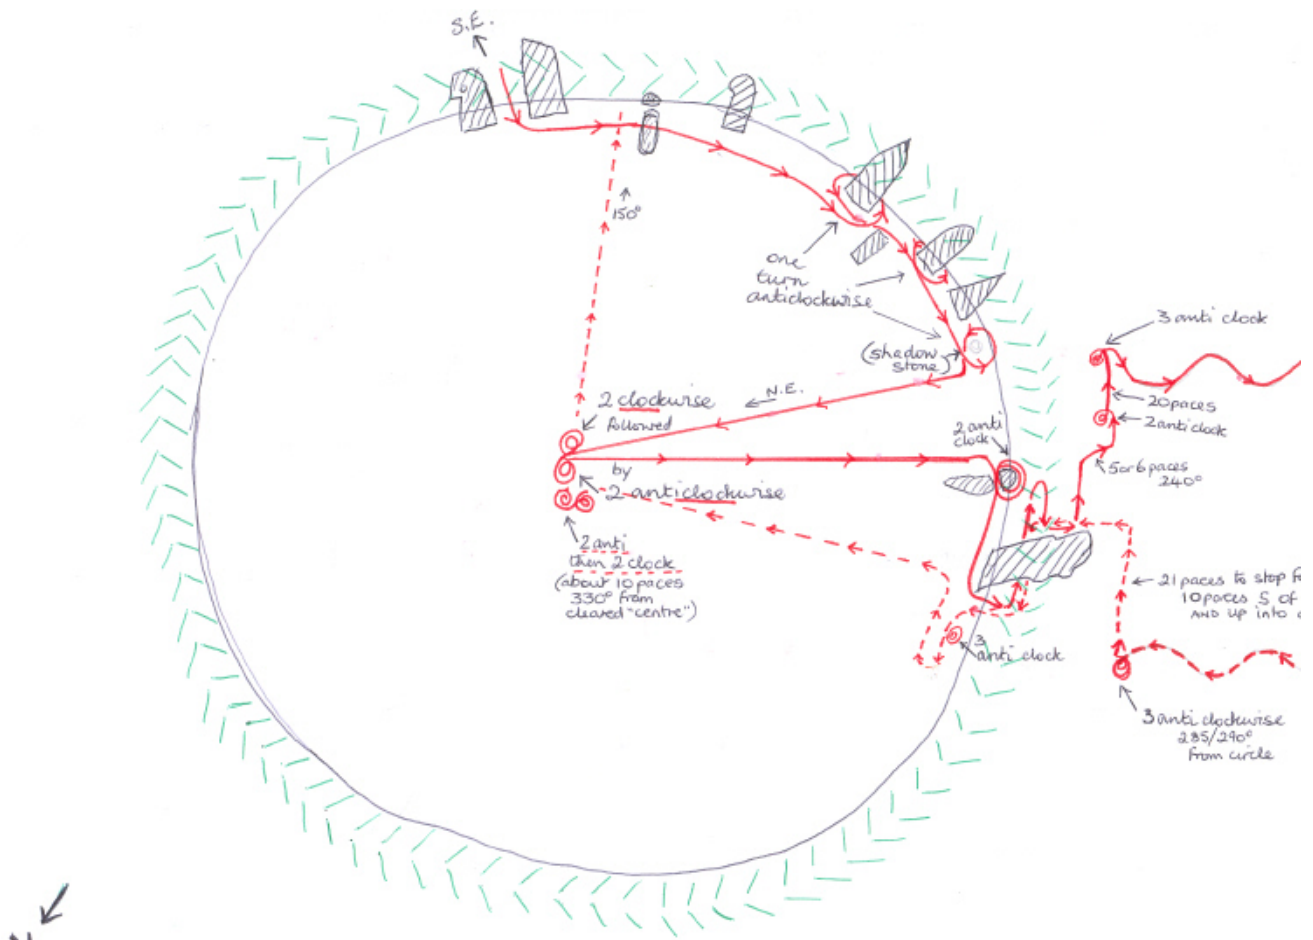 S.E.
150°
one
turn
anticlockwise
(shadow
stone)
N.E.
2 clockwise
followed
by
2 anticlockwise
2 anti
then 2 clock
(about 10 paces
330° from
cleared "centre")
2 anti
clock
3
anti clock
3 anti clock
20 paces
2 anti clock
5 or 6 paces
240°
21 paces to stop
10 paces S of
AND UP into
3 anti clockwise
285/290°
from circle